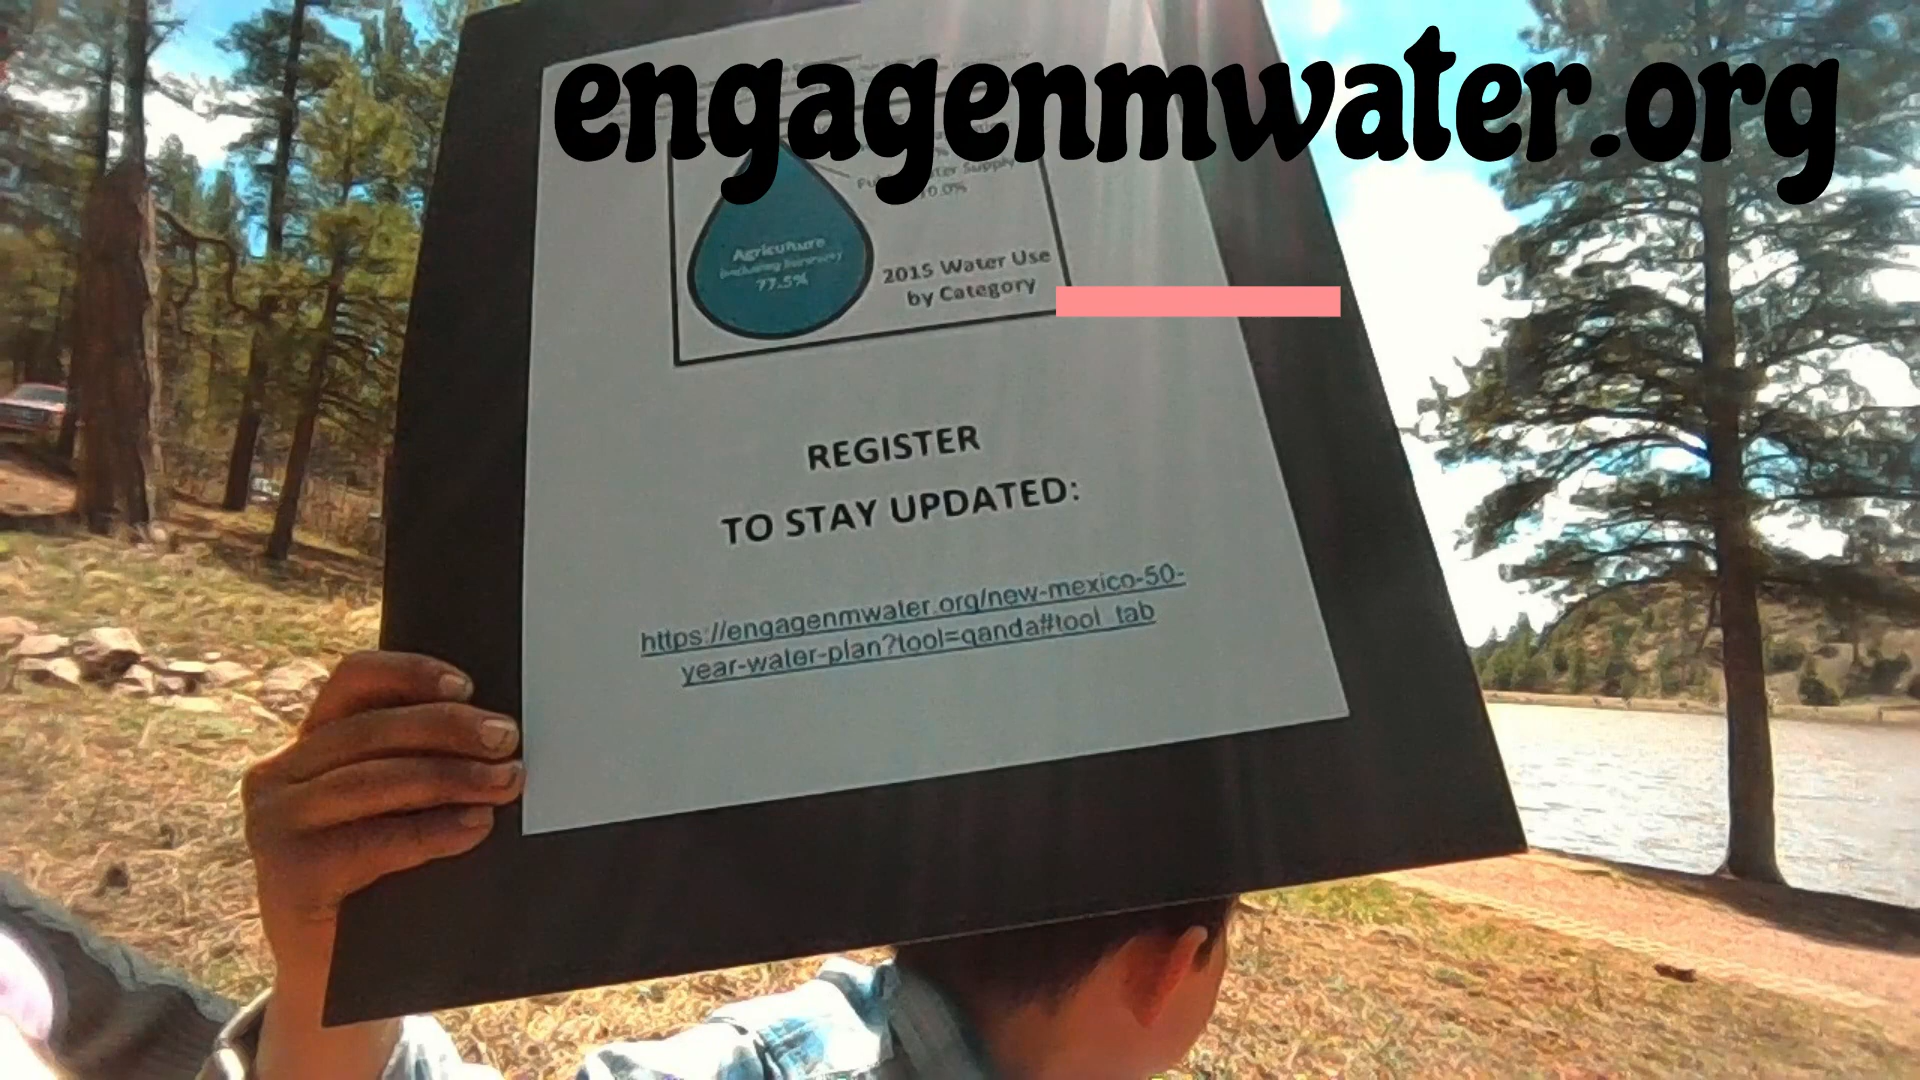 engagenmwater.org
Agriculture
77.5%
2015 Water Use
by Category
REGISTER
TO STAY UPDATED:
https://engagenmwater.org/new-mexico-50-
year-water-plan?tool=qanda#tool_tab